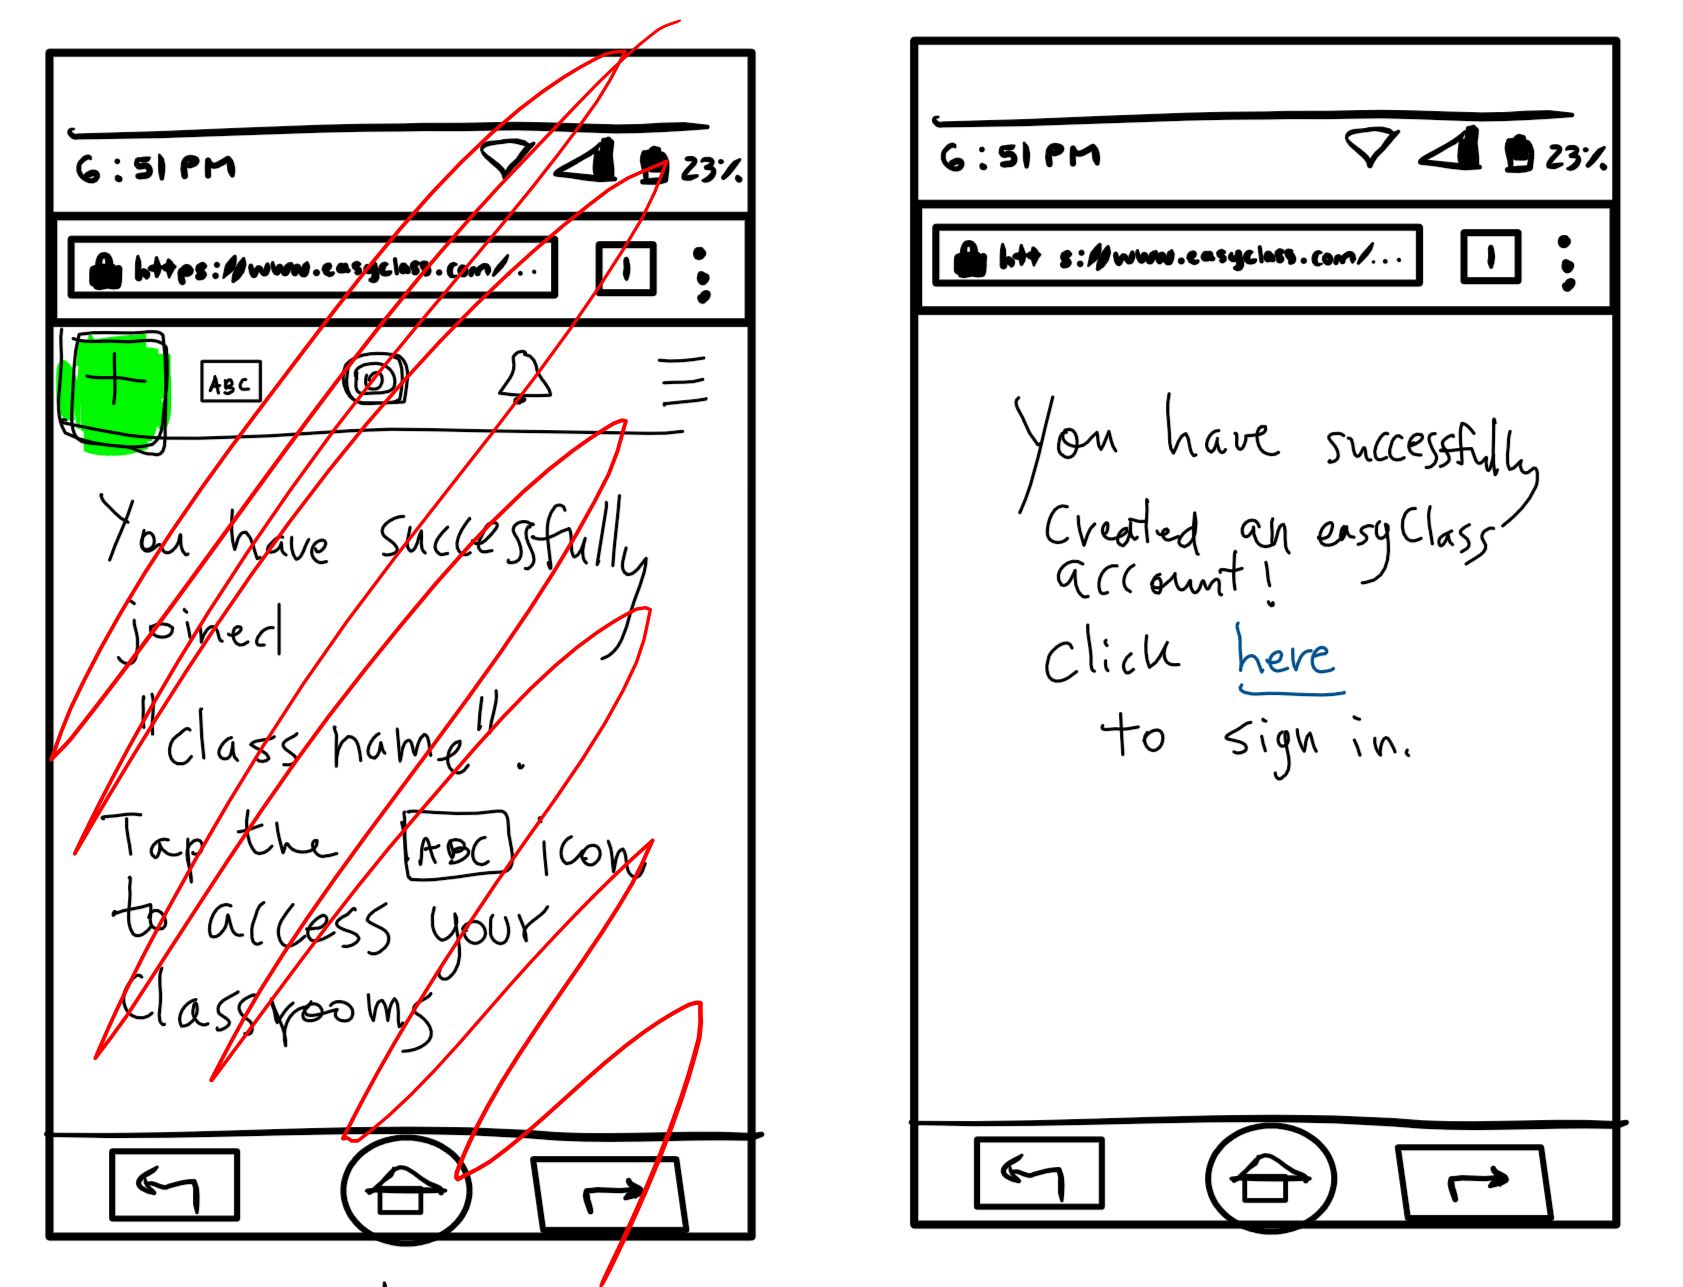 6:51 PM 23%
https://www.easyclass.com/... 1
ABC
You have successfully
joined
"class name".
Tap the ABC icon
to access your
Classrooms
6:51 PM 23%
htt s://www.easyclass.com/... 1
You have successfully
Created an easyClass
account!
Click here
to sign in.